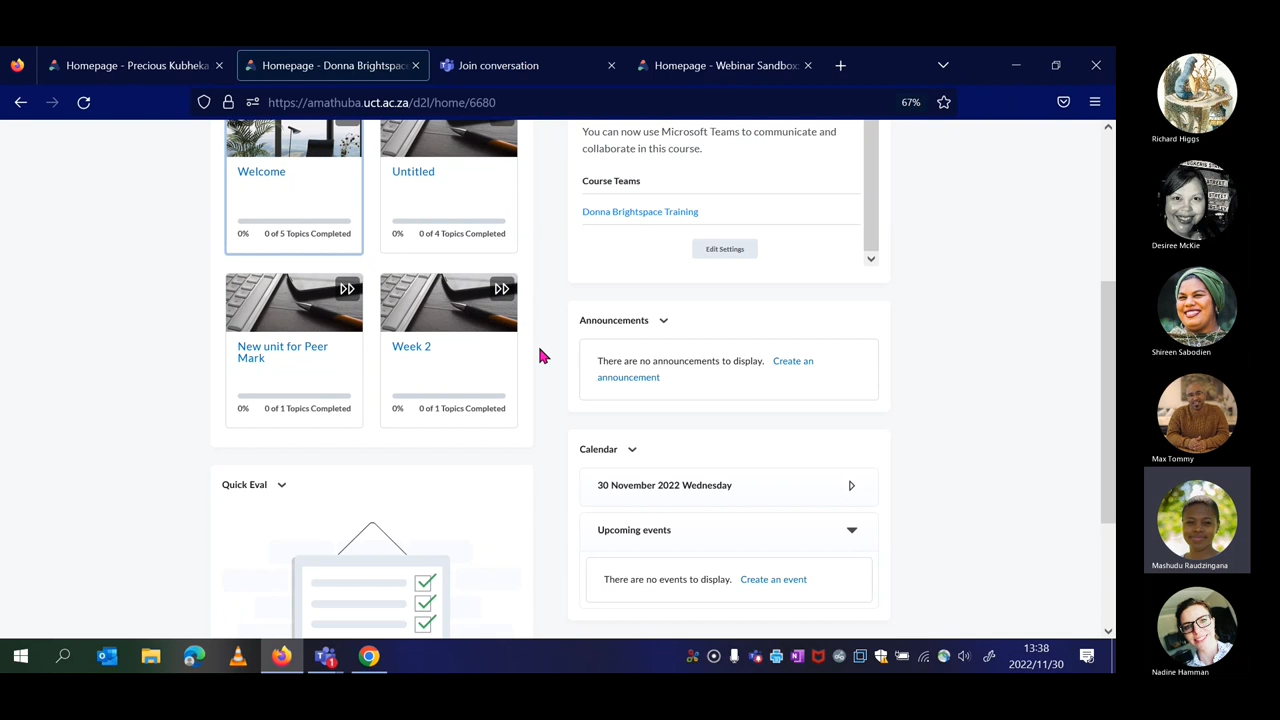 Homepage - Precious Kubheka
Homepage - Donna Brightspace
Join conversation
Homepage - Webinar Sandbox:
https://amathuba.uct.ac.za/d2l/home/6680
67%
Welcome
0% 0 of 5 Topics Completed
Untitled
0% 0 of 4 Topics Completed
New unit for Peer
Mark
0% 0 of 1 Topics Completed
Week 2
0% 0 of 1 Topics Completed
Quick Eval
You can now use Microsoft Teams to communicate and
collaborate in this course.
Course Teams
Donna Brightspace Training
Edit Settings
Announcements
There are no announcements to display. Create an
announcement
Calendar
30 November 2022 Wednesday
Upcoming events
There are no events to display. Create an event
13:38
2022/11/30
Richard Higgs
Desiree McKie
Shireen Sabodien
Max Tommy
Mashudu Raudzingana
Nadine Hamman